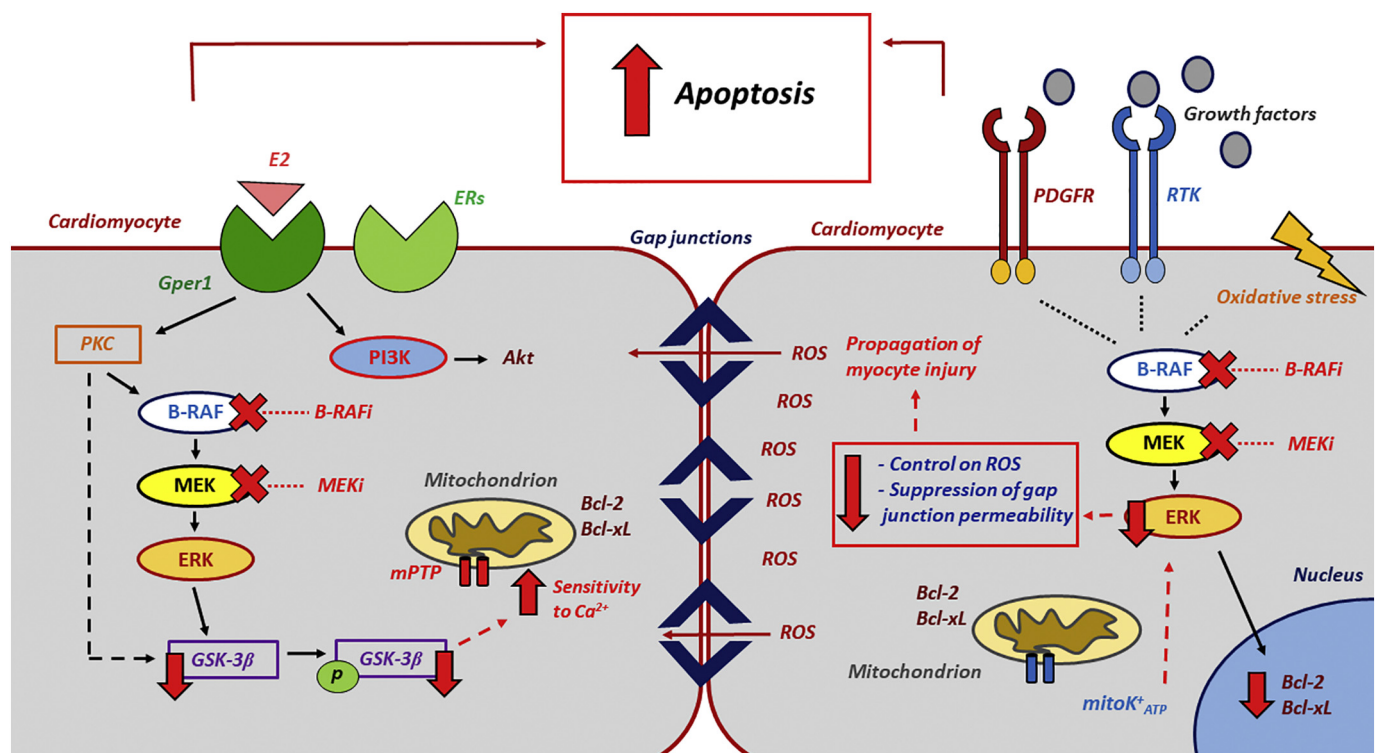 Apoptosis
E2
ERs
Cardiomyocyte
Gper1
PKC
PI3K
Akt
B-RAF
B-RAFi
MEK
MEKi
ERK
Mitochondrion
Bcl-2
Bcl-xL
mPTP
Sensitivity
to Ca²⁺
GSK-3β
p
GSK-3β
Gap junctions
Cardiomyocyte
PDGFR
RTK
Growth factors
Oxidative stress
ROS
ROS
ROS
ROS
ROS
ROS
Propagation of
myocyte injury
B-RAF
B-RAFi
MEK
MEKi
ERK
- Control on ROS
- Suppression of gap
junction permeability
Bcl-2
Bcl-xL
Mitochondrion
mitoK⁺ATP
Nucleus
Bcl-2
Bcl-xL